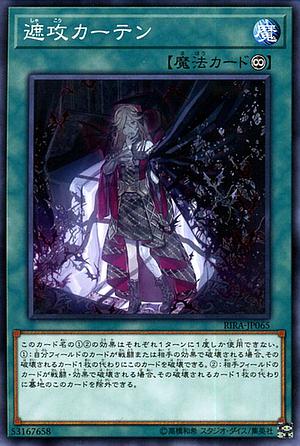 しゃ こう
遮攻カーテン
魔
ま ほう
【魔法カード】
RIRA-JP065
このカード名の①②の効果はそれぞれ1ターンに1度しか使用できない。
①:自分フィールドのカードが戦闘または相手の効果で破壊される場合、その
破壊されるカード1枚の代わりにこのカードを破壊できる。②:相手フィールド
のカードが戦闘・効果で破壊される場合、その破壊されるカード1枚の代わり
に墓地のこのカードを除外できる。
53167658
©高橋和希 スタジオ・ダイス/集英社